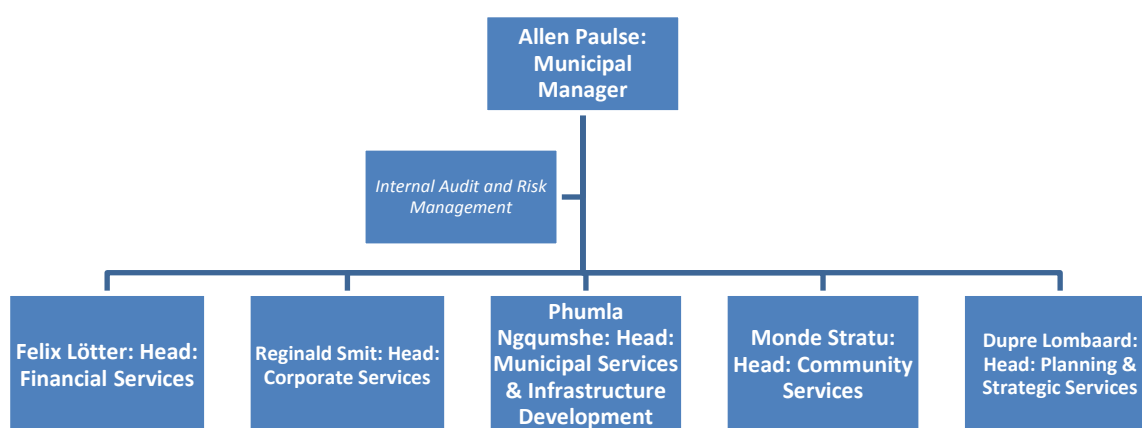 Allen Paulse:
Municipal
Manager
Internal Audit and Risk
Management
Felix Lötter: Head:
Financial Services
Reginald Smit: Head:
Corporate Services
Phumla
Ngqumshe: Head:
Municipal Services
& Infrastructure
Development
Monde Stratu:
Head: Community
Services
Dupre Lombaard:
Head: Planning &
Strategic Services